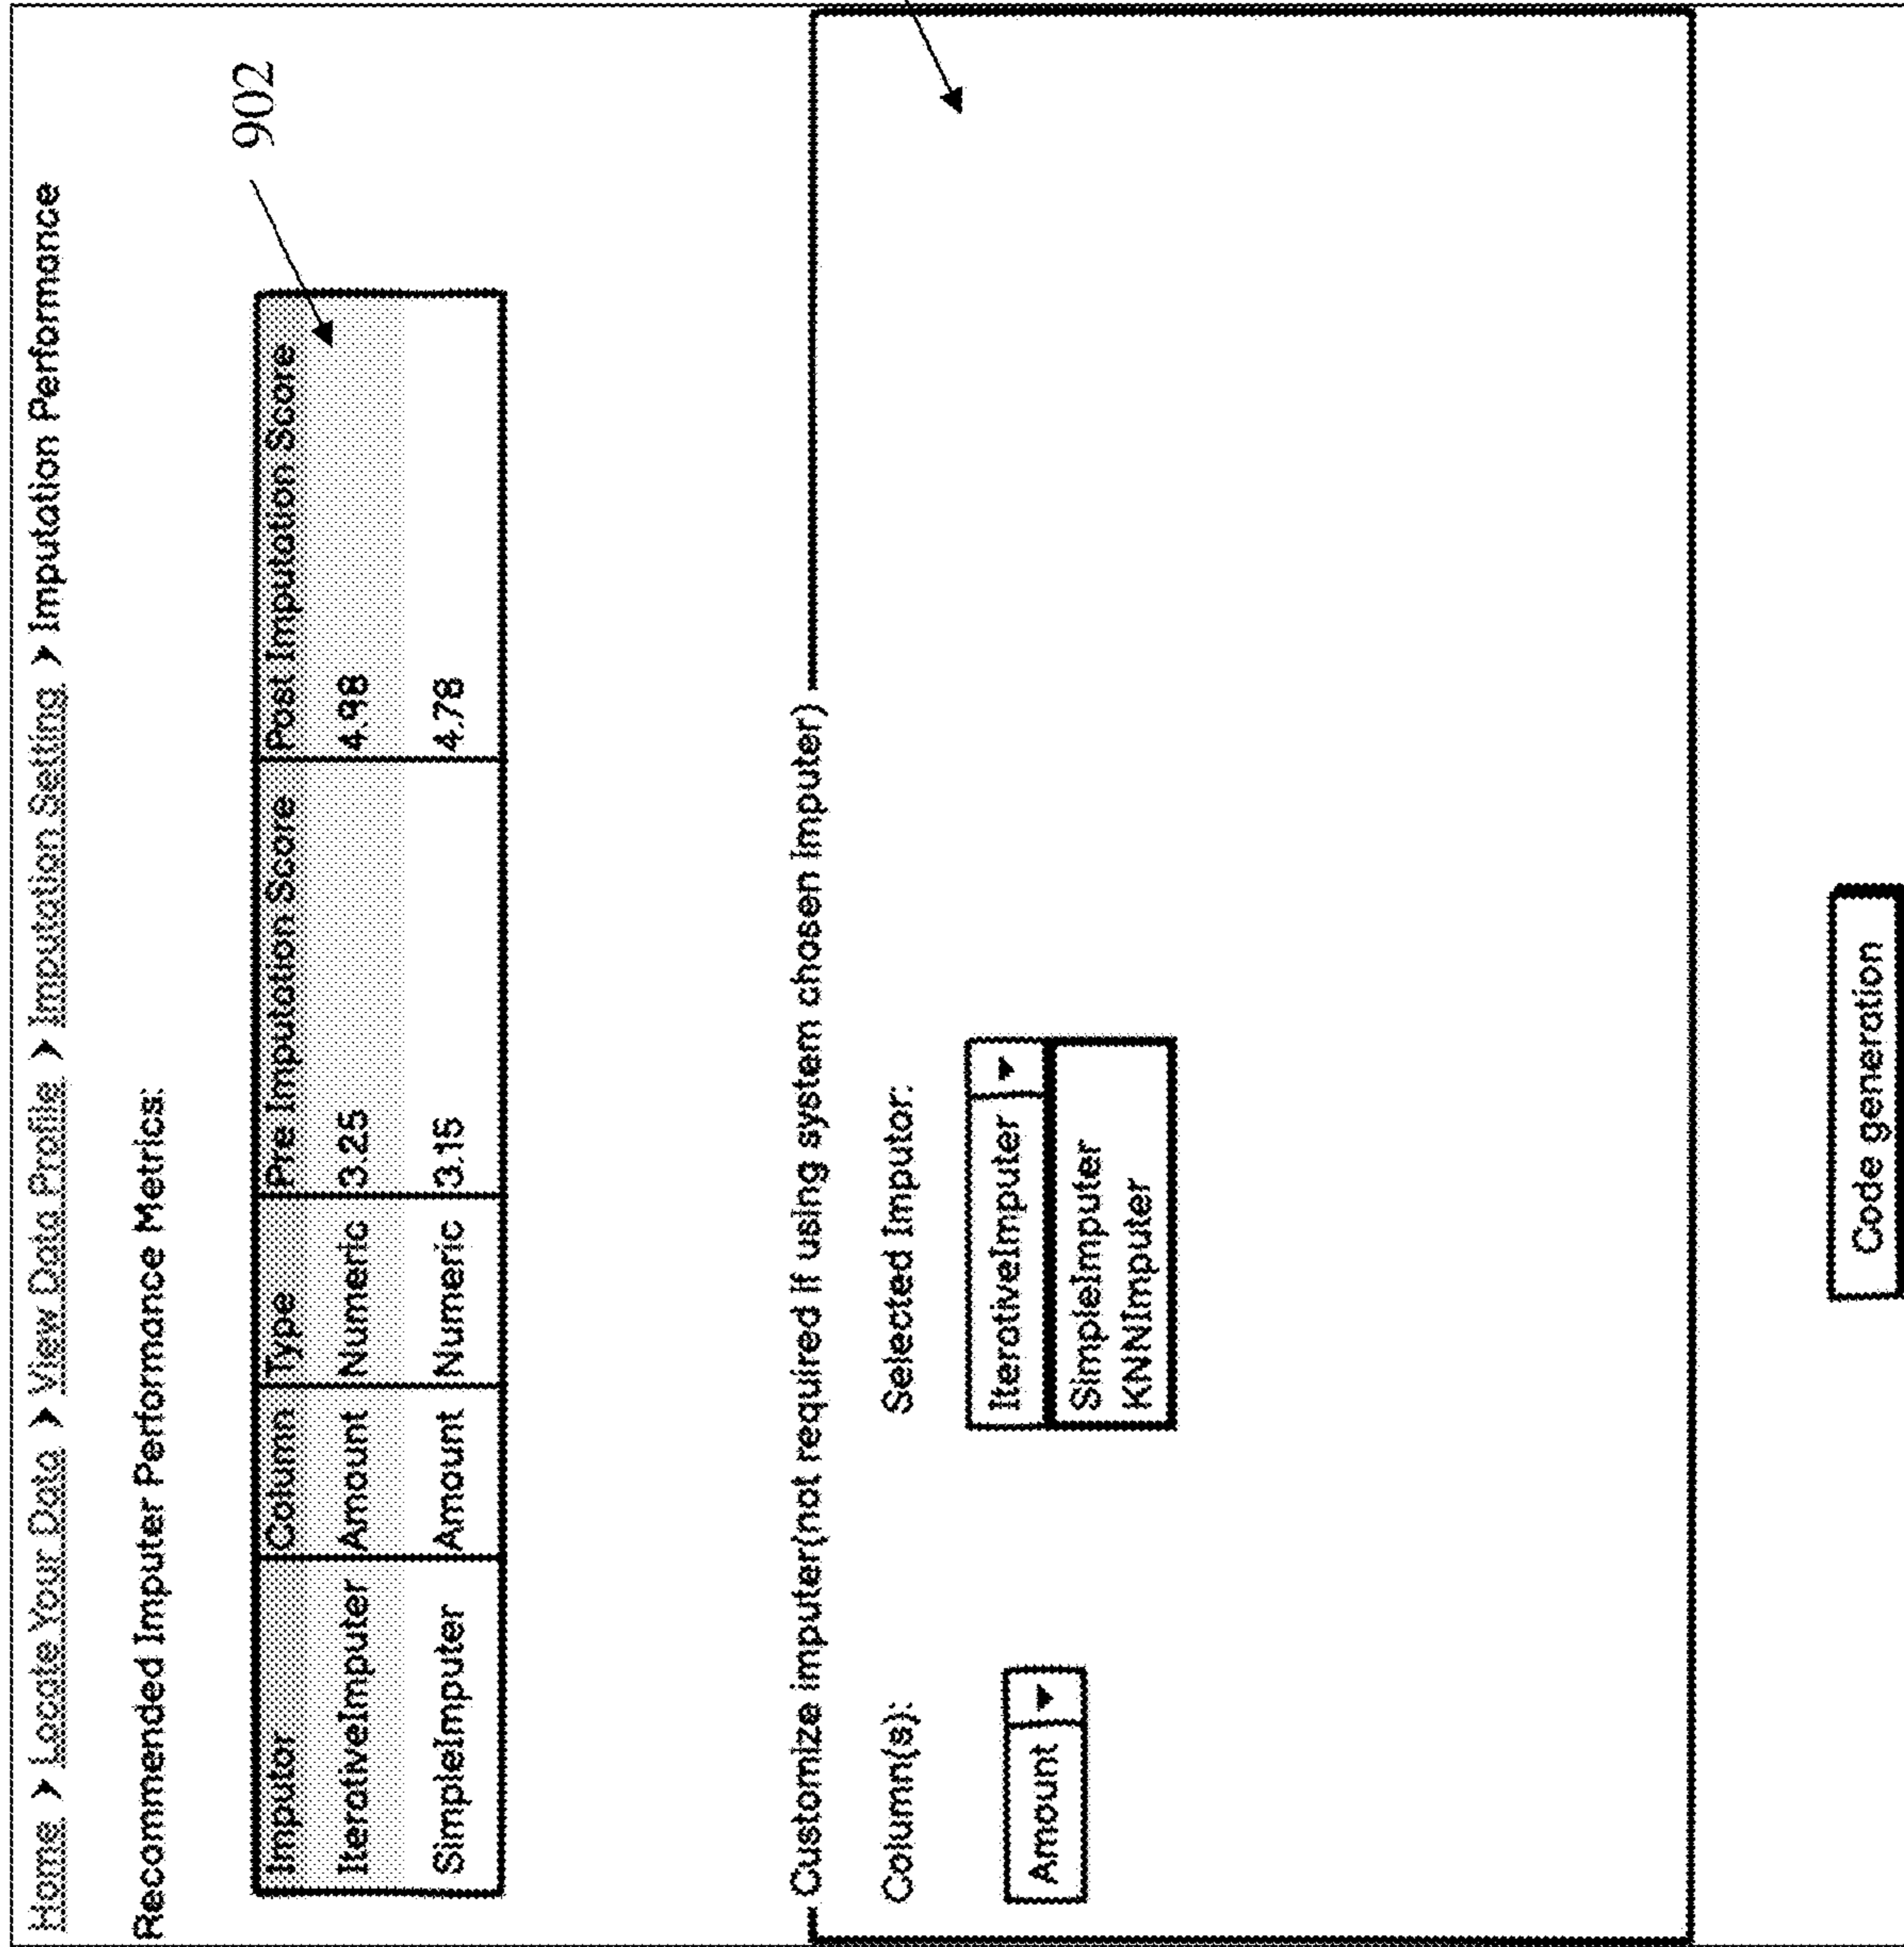 Home > Locate Your Data > View Data Profile > Imputation Setting > Imputation Performance
Recommended Imputer Performance Metrics:
902
Imputor Column Type Pre Imputation Score Post Imputation Score
IterativeImputer Amount Numeric 3.25 4.98
SimpleImputer Amount Numeric 3.15 4.78
Customize imputer(not required if using system chosen imputer)
Column(s): Selected Imputor:
Amount IterativeImputer
SimpleImputer
KNNImputer
Code generation